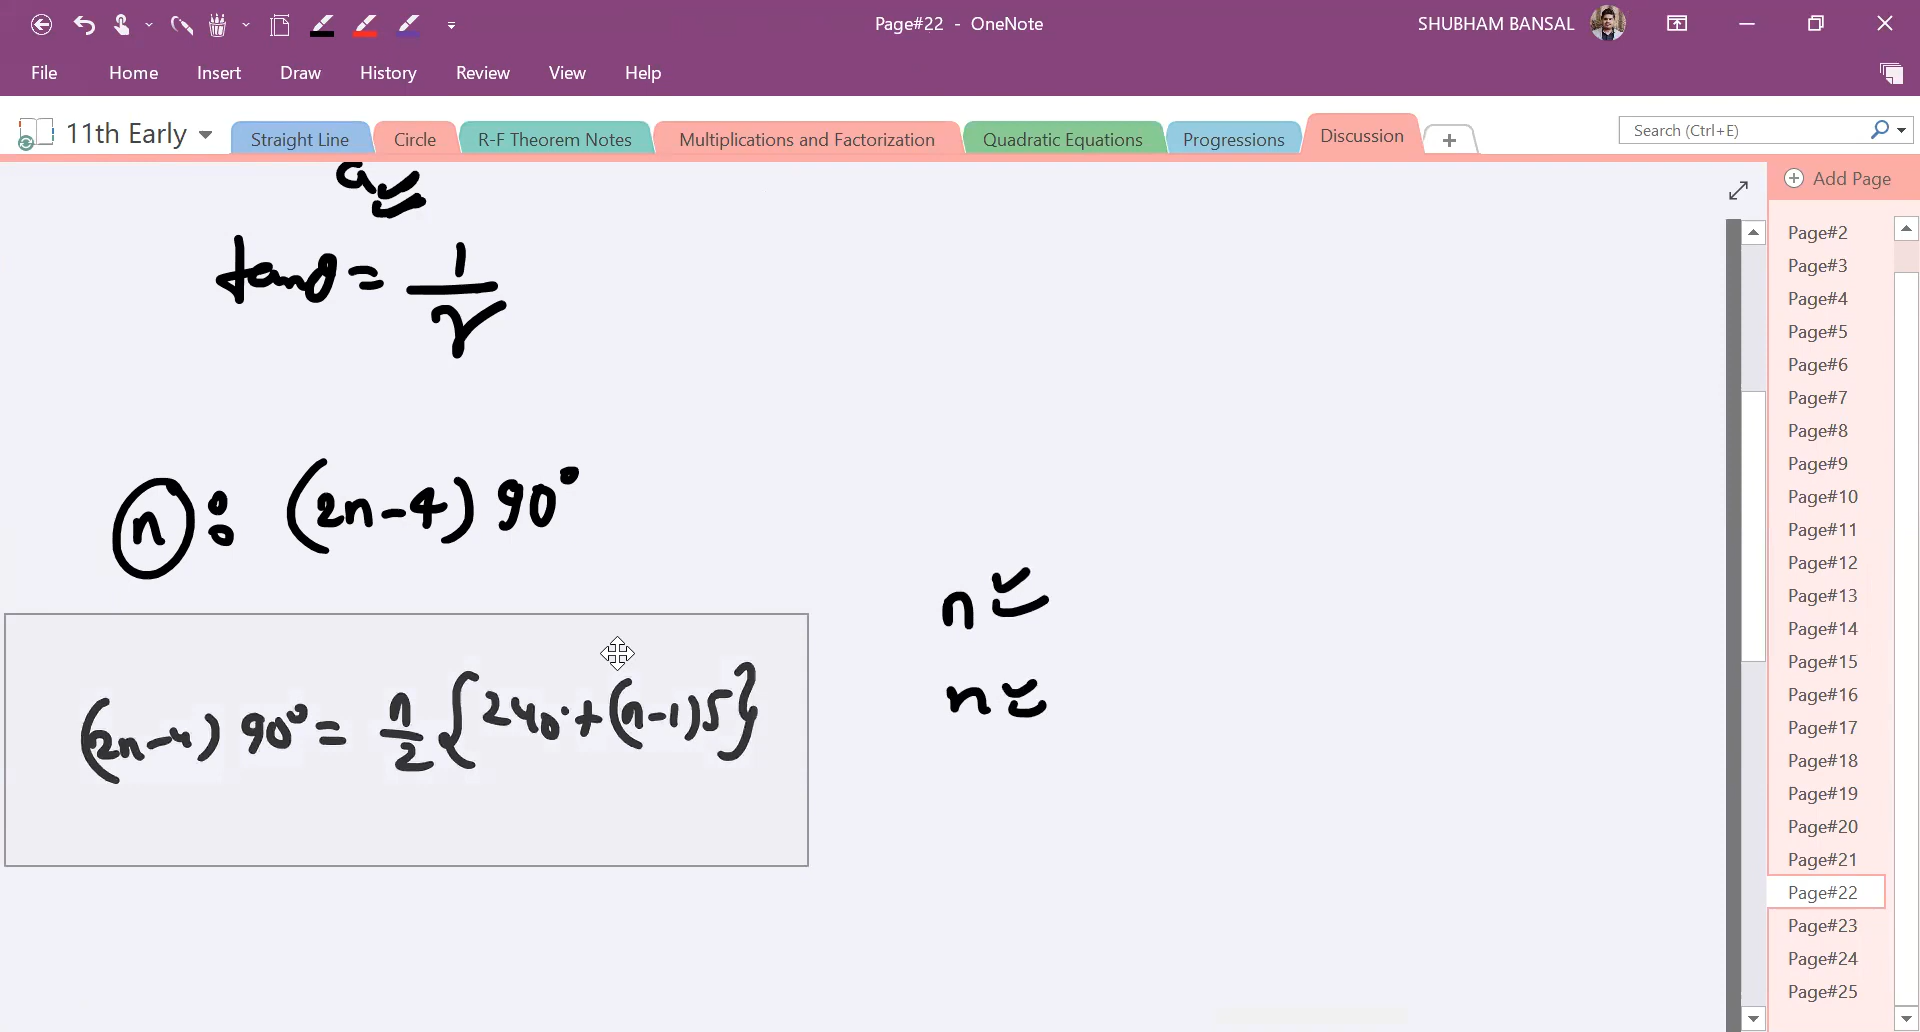 Page#22 - OneNote
SHUBHAM BANSAL
File Home Insert Draw History Review View Help
11th Early
Straight Line Circle R-F Theorem Notes Multiplications and Factorization Quadratic Equations Progressions Discussion +
Search (Ctrl+E)
Add Page
a
tanθ = 1/r
n : (2n-4) 90°
n
(2n-4) 90° = n/2 {240° + (n-1)5}
n
Page#2
Page#3
Page#4
Page#5
Page#6
Page#7
Page#8
Page#9
Page#10
Page#11
Page#12
Page#13
Page#14
Page#15
Page#16
Page#17
Page#18
Page#19
Page#20
Page#21
Page#22
Page#23
Page#24
Page#25